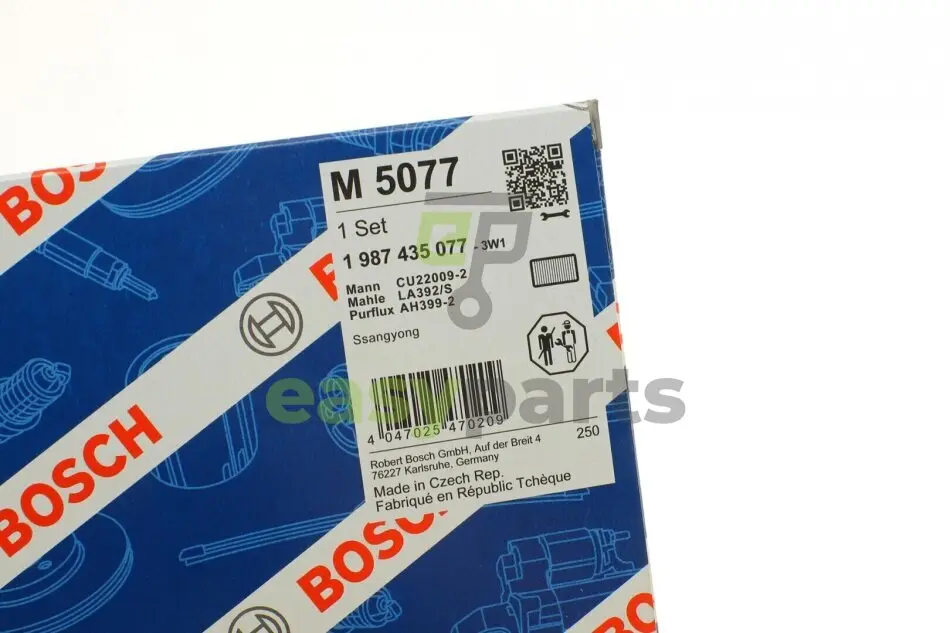 M 5077
1 Set
1 987 435 077 - 3W1
Mann CU22009-2
Mahle LA392/S
Purflux AH399-2
Ssangyong
4 047025 470209
250
Robert Bosch GmbH, Auf der Breit 4
76227 Karlsruhe, Germany
Made in Czech Rep.
Fabriqué en Républic Tchèque
BOSCH
BOSCH
BOSCH
BOSCH
ep
easyparts